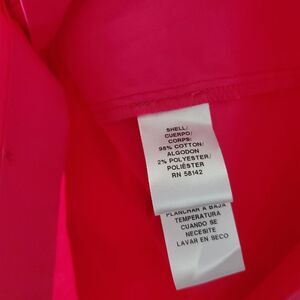 SHELL/
CUERPO/
CORPS:
98% COTTON/
ALGODON
2% POLYESTER/
POLIÉSTER
RN 58142
PLANCHAR A BAJA
TEMPERATURA
CUANDO SE
NECESITE
LAVAR EN SECO